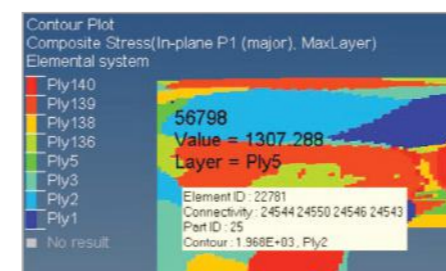 Contour Plot
Composite Stress(In-plane P1 (major), MaxLayer)
Elemental system
Ply140
Ply139
Ply138
Ply136
Ply5
Ply3
Ply2
Ply1
No result
56798
Value = 1307.288
Layer = Ply5
Element ID : 22781
Connectivity : 24544 24550 24546 24543
Part ID : 25
Contour : 1.968E+03, Ply2